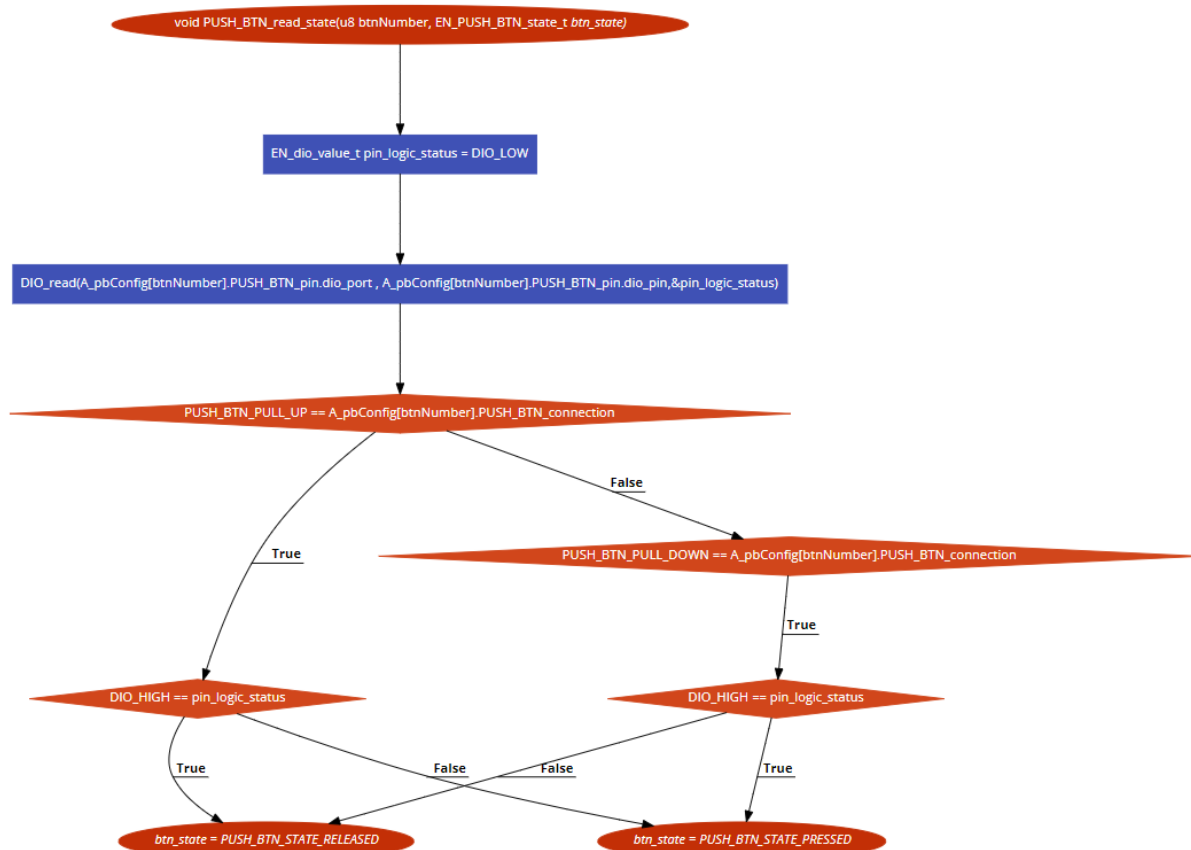 void PUSH_BTN_read_state(u8 btnNumber, EN_PUSH_BTN_state_t btn_state)
EN_dio_value_t pin_logic_status = DIO_LOW
DIO_read(A_pbConfig[btnNumber].PUSH_BTN_pin.dio_port , A_pbConfig[btnNumber].PUSH_BTN_pin.dio_pin,&pin_logic_status)
PUSH_BTN_PULL_UP == A_pbConfig[btnNumber].PUSH_BTN_connection
False
True
PUSH_BTN_PULL_DOWN == A_pbConfig[btnNumber].PUSH_BTN_connection
True
DIO_HIGH == pin_logic_status
DIO_HIGH == pin_logic_status
True
False
False
True
btn_state = PUSH_BTN_STATE_RELEASED
btn_state = PUSH_BTN_STATE_PRESSED